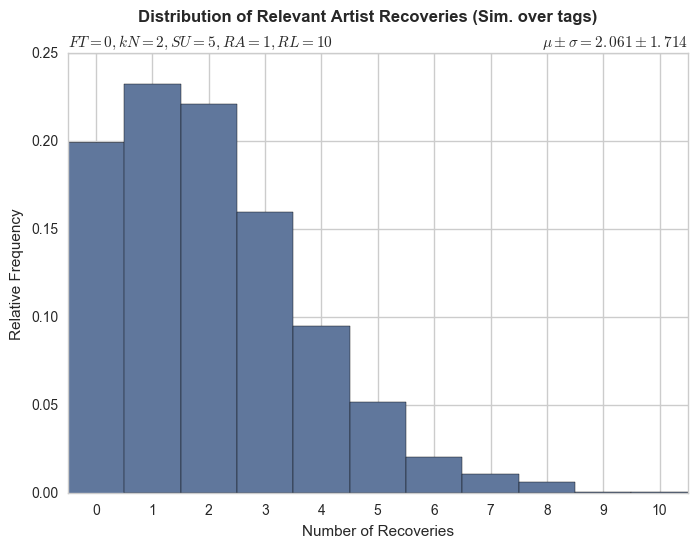 Distribution of Relevant Artist Recoveries (Sim. over tags)
FT = 0, kN = 2, SU = 5, RA = 1, RL = 10
μ ± σ = 2.061 ± 1.714
0.25
0.20
0.15
0.10
0.05
0.00
Relative Frequency
0 1 2 3 4 5 6 7 8 9 10
Number of Recoveries